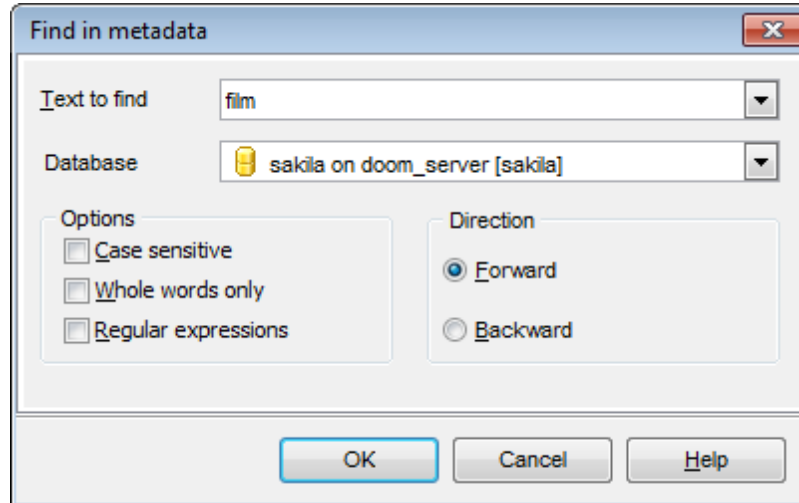 Find in metadata
Text to find
film
Database
sakila on doom_server [sakila]
Options
Case sensitive
Whole words only
Regular expressions
Direction
Forward
Backward
OK
Cancel
Help